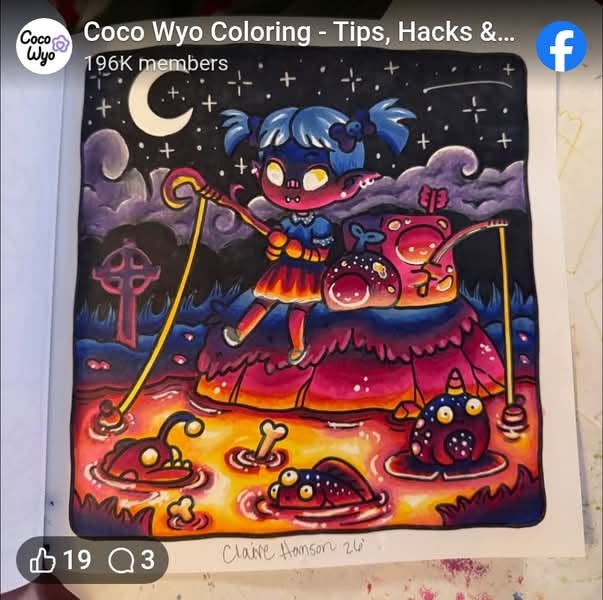 Coco Wyo
Coco Wyo Coloring - Tips, Hacks &...
196K members
19 3
Claire Hanson 26'